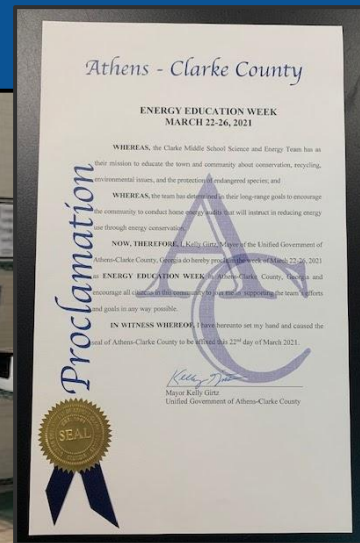 Athens - Clarke County
ENERGY EDUCATION WEEK
MARCH 22-26, 2021
WHEREAS, the Clarke Middle School Science and Energy Team has as
their mission to educate the town and community about conservation, recycling,
environmental issues, and the protection of endangered species; and
WHEREAS, the team has determined in their long-range goals to encourage
the community to conduct home energy audits that will instruct in reducing energy
use through energy conservation.
NOW, THEREFORE, I, Kelly Girtz, Mayor of the Unified Government of
Athens-Clarke County, Georgia do hereby proclaim the week of March 22-26, 2021
as ENERGY EDUCATION WEEK in Athens-Clarke County, Georgia and
encourage all citizens in this community to join me in supporting the team's efforts
and goals in any way possible.
IN WITNESS WHEREOF, I have hereunto set my hand and caused the
seal of Athens-Clarke County to be affixed this 22nd day of March 2021.
Mayor Kelly Girtz
Unified Government of Athens-Clarke County
Proclamation
AC
SEAL